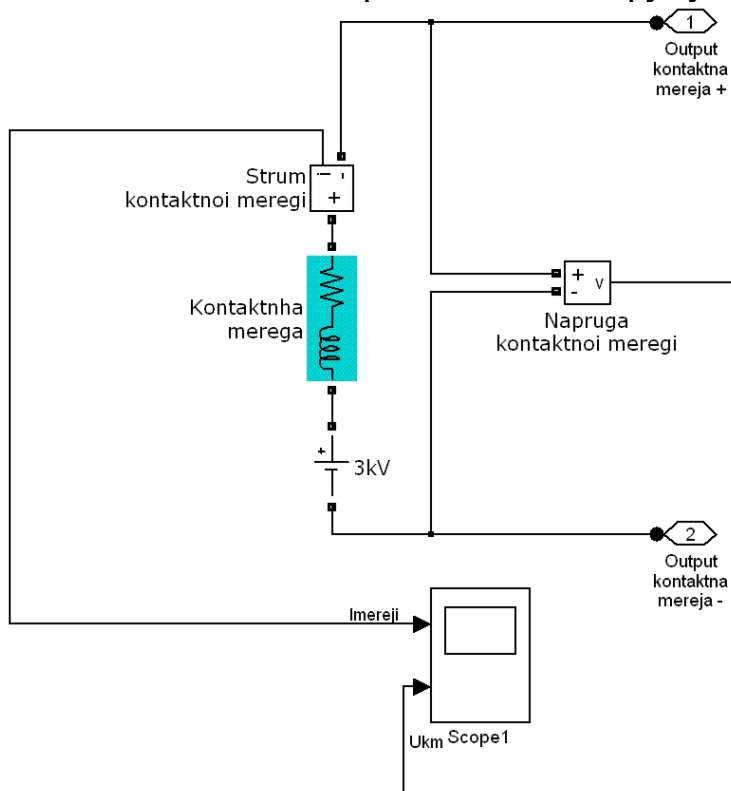 1
Output
kontaktna
mereja +
Strum
kontaktnoi meregi
i
-
+
Kontaktnha
merega
+
-
v
Napruga
kontaktnoi meregi
+
3kV
2
Output
kontaktna
mereja -
Imereji
Ukm
Scope1